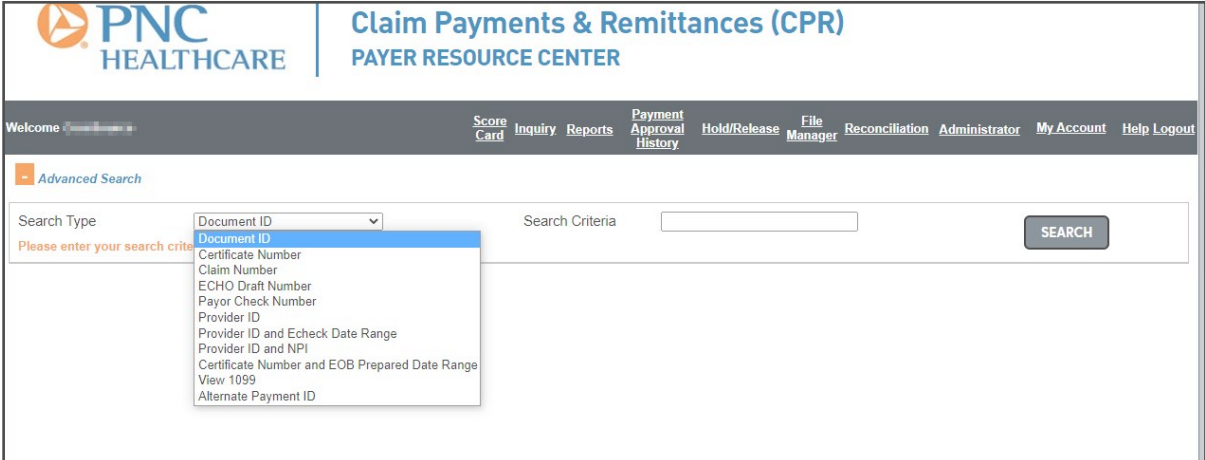 PNC
HEALTHCARE
Claim Payments & Remittances (CPR)
PAYER RESOURCE CENTER
Welcome
Score Card
Inquiry
Reports
Payment Approval History
Hold/Release
File Manager
Reconciliation
Administrator
My Account
Help
Logout
- Advanced Search
Search Type
Document ID
Search Criteria
SEARCH
Please enter your search crite
Document ID
Certificate Number
Claim Number
ECHO Draft Number
Payor Check Number
Provider ID
Provider ID and Echeck Date Range
Provider ID and NPI
Certificate Number and EOB Prepared Date Range
View 1099
Alternate Payment ID